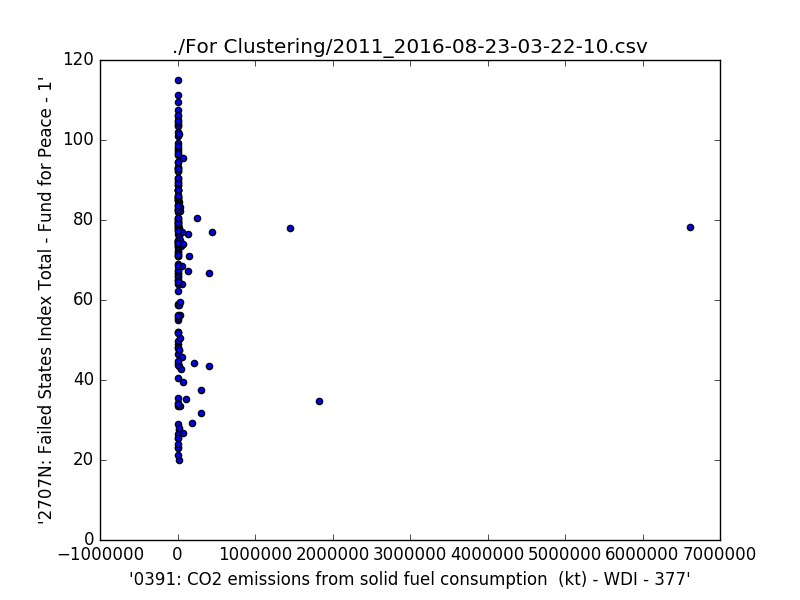 ./For Clustering/2011_2016-08-23-03-22-10.csv
120
100
80
60
40
20
0
'2707N: Failed States Index Total - Fund for Peace - 1'
−1000000 0 1000000 2000000 3000000 4000000 5000000 6000000 7000000
'0391: CO2 emissions from solid fuel consumption  (kt) - WDI - 377'